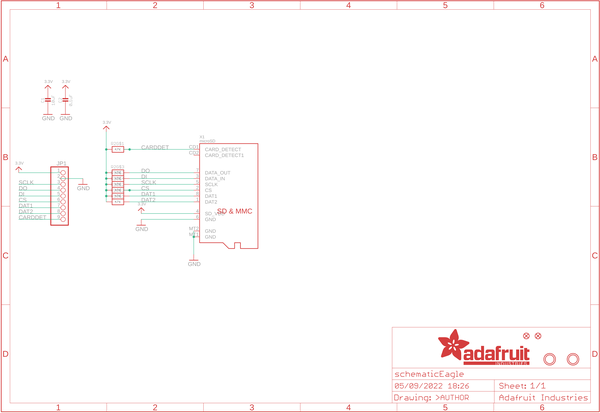 1 2 3 4 5 6
A A
3.3V 3.3V
GND GND
B B
3.3V
JP1
SCLK
DO
DI
CS
DAT1
DAT2
CARDDET
GND
CARDDET
DO
DI
SCLK
CS
DAT1
DAT2
GND
CARD_DETECT
CARD_DETECT1
DATA_OUT
DATA_IN
SCLK
CS
DAT1
DAT2
SD & MMC
GND
GND
GND
GND
C C
D D
adafruit
INDUSTRIES
schematicEagle
05/09/2022 18:26 Sheet: 1/1
Drawing: >AUTHOR Adafruit Industries
1 2 3 4 5 6